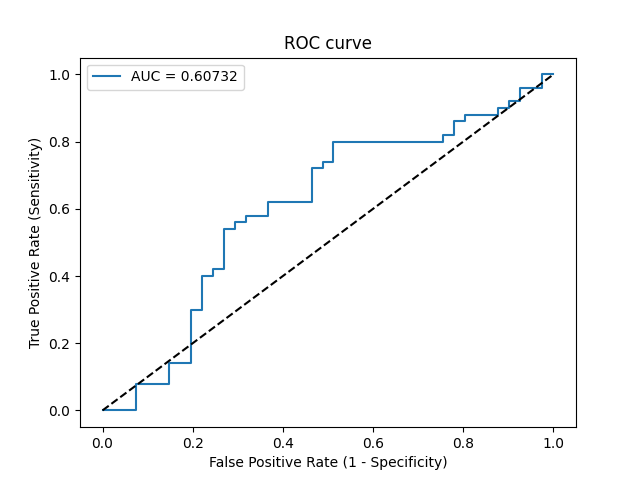 ROC curve
AUC = 0.60732
1.0
0.8
0.6
0.4
0.2
0.0
True Positive Rate (Sensitivity)
0.0 0.2 0.4 0.6 0.8 1.0
False Positive Rate (1 - Specificity)